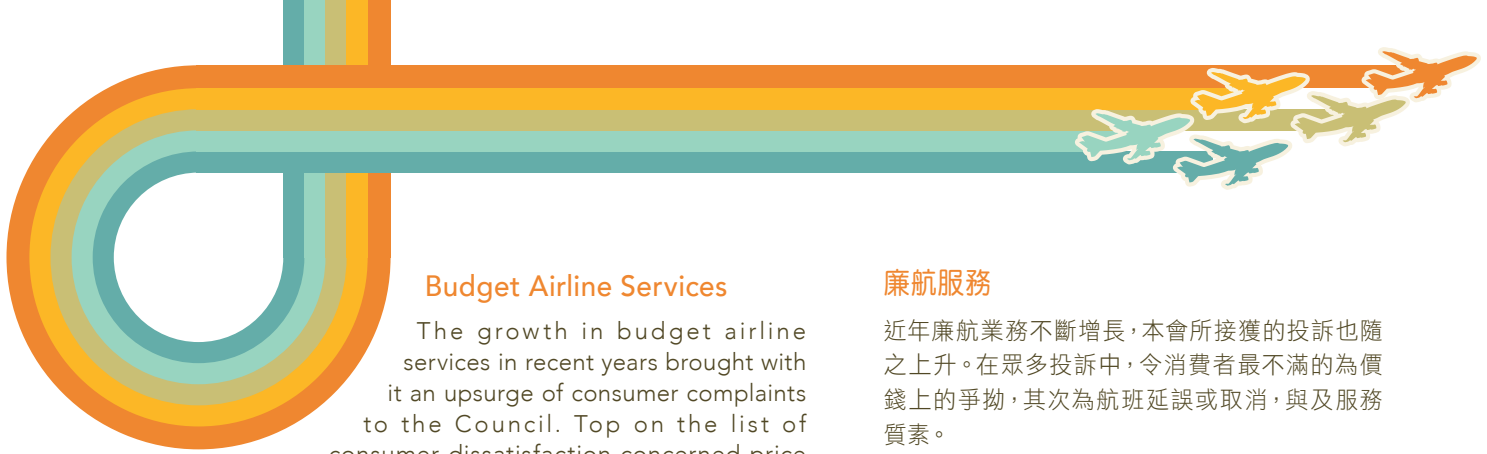 Budget Airline Services
The growth in budget airline
services in recent years brought with
it an upsurge of consumer complaints
to the Council. Top on the list of
consumer dissatisfaction concerned price
廉航服務
近年廉航業務不斷增長，本會所接獲的投訴也隨
之上升。在眾多投訴中，令消費者最不滿的為價
錢上的爭拗，其次為航班延誤或取消，與及服務
質素。